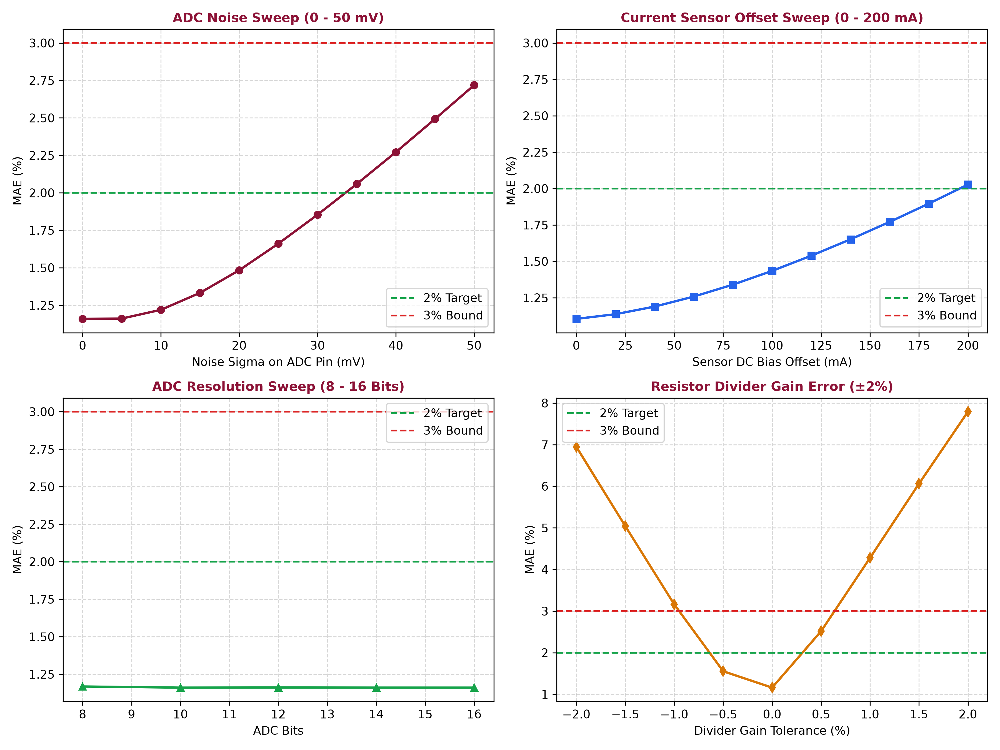 ADC Noise Sweep (0 - 50 mV)
3.00
2.75
2.50
2.25
2.00
1.75
1.50
1.25
MAE (%)
2% Target
3% Bound
0 10 20 30 40 50
Noise Sigma on ADC Pin (mV)
Current Sensor Offset Sweep (0 - 200 mA)
3.00
2.75
2.50
2.25
2.00
1.75
1.50
1.25
MAE (%)
2% Target
3% Bound
0 25 50 75 100 125 150 175 200
Sensor DC Bias Offset (mA)
ADC Resolution Sweep (8 - 16 Bits)
3.00
2.75
2.50
2.25
2.00
1.75
1.50
1.25
MAE (%)
2% Target
3% Bound
8 9 10 11 12 13 14 15 16
ADC Bits
Resistor Divider Gain Error (±2%)
8
7
6
5
4
3
2
1
MAE (%)
2% Target
3% Bound
−2.0 −1.5 −1.0 −0.5 0.0 0.5 1.0 1.5 2.0
Divider Gain Tolerance (%)